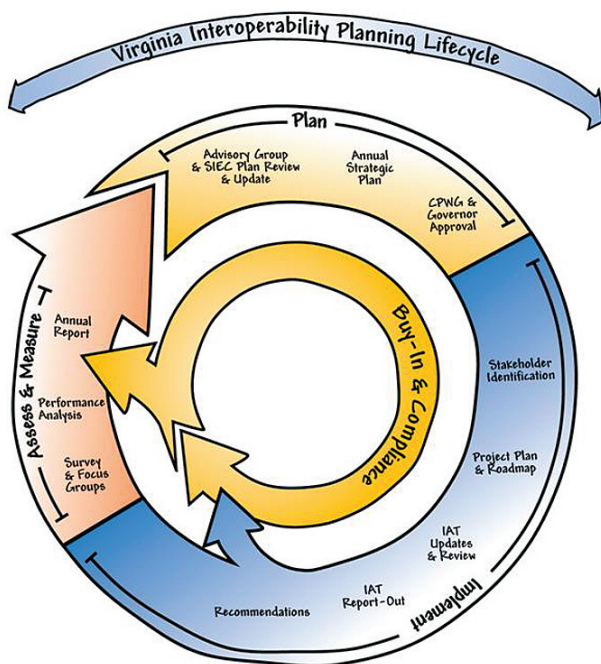 Virginia Interoperability Planning Lifecycle
Plan
Advisory Group
& SIEC Plan Review
& Update
Annual
Strategic
Plan
CPWG &
Governor
Approval
Stakeholder
Identification
Project Plan
& Roadmap
IAT
Updates
& Review
IAT
Report-Out
Recommendations
Implement
Survey
& Focus
Groups
Performance
Analysis
Annual
Report
Assess & Measure
Buy-In & Compliance